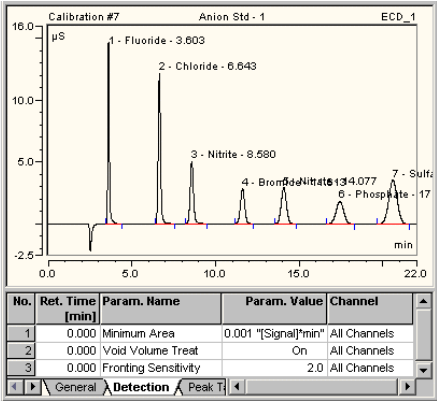 Calibration #7 Anion Std - 1 ECD_1
16.0
µS
1 - Fluoride - 3.603
2 - Chloride - 6.643
10.0
3 - Nitrite - 8.580
5.0
4 - Bromide - 5 - Nitrate - 14.077
7 - Sulfa
6 - Phosphate - 17
min
-2.5
0.0 5.0 10.0 15.0 22.0
No. Ret. Time [min] Param. Name Param. Value Channel
1 0.000 Minimum Area 0.001 "[Signal]*min" All Channels
2 0.000 Void Volume Treat On All Channels
3 0.000 Fronting Sensitivity 2.0 All Channels
General Detection Peak T